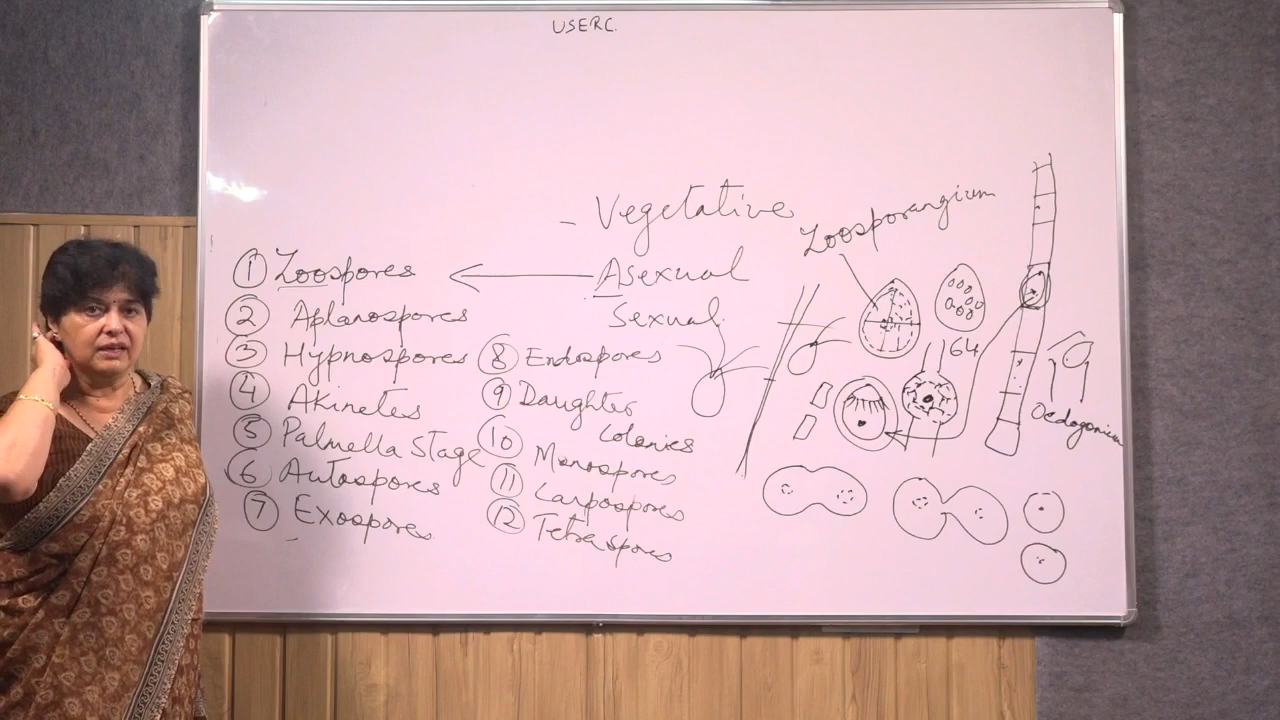 USERC.
Vegetative
Asexual
Sexual
① Zoospores
② Aplanospores
③ Hypnospores
④ Akinetes
⑤ Palmella Stage
⑥ Autospores
⑦ Exospores
⑧ Endospores
⑨ Daughter
Colonies
⑩ Monospores
⑪ Carpospores
⑫ Tetraspores
Zoosporangium
64
Oedogonium